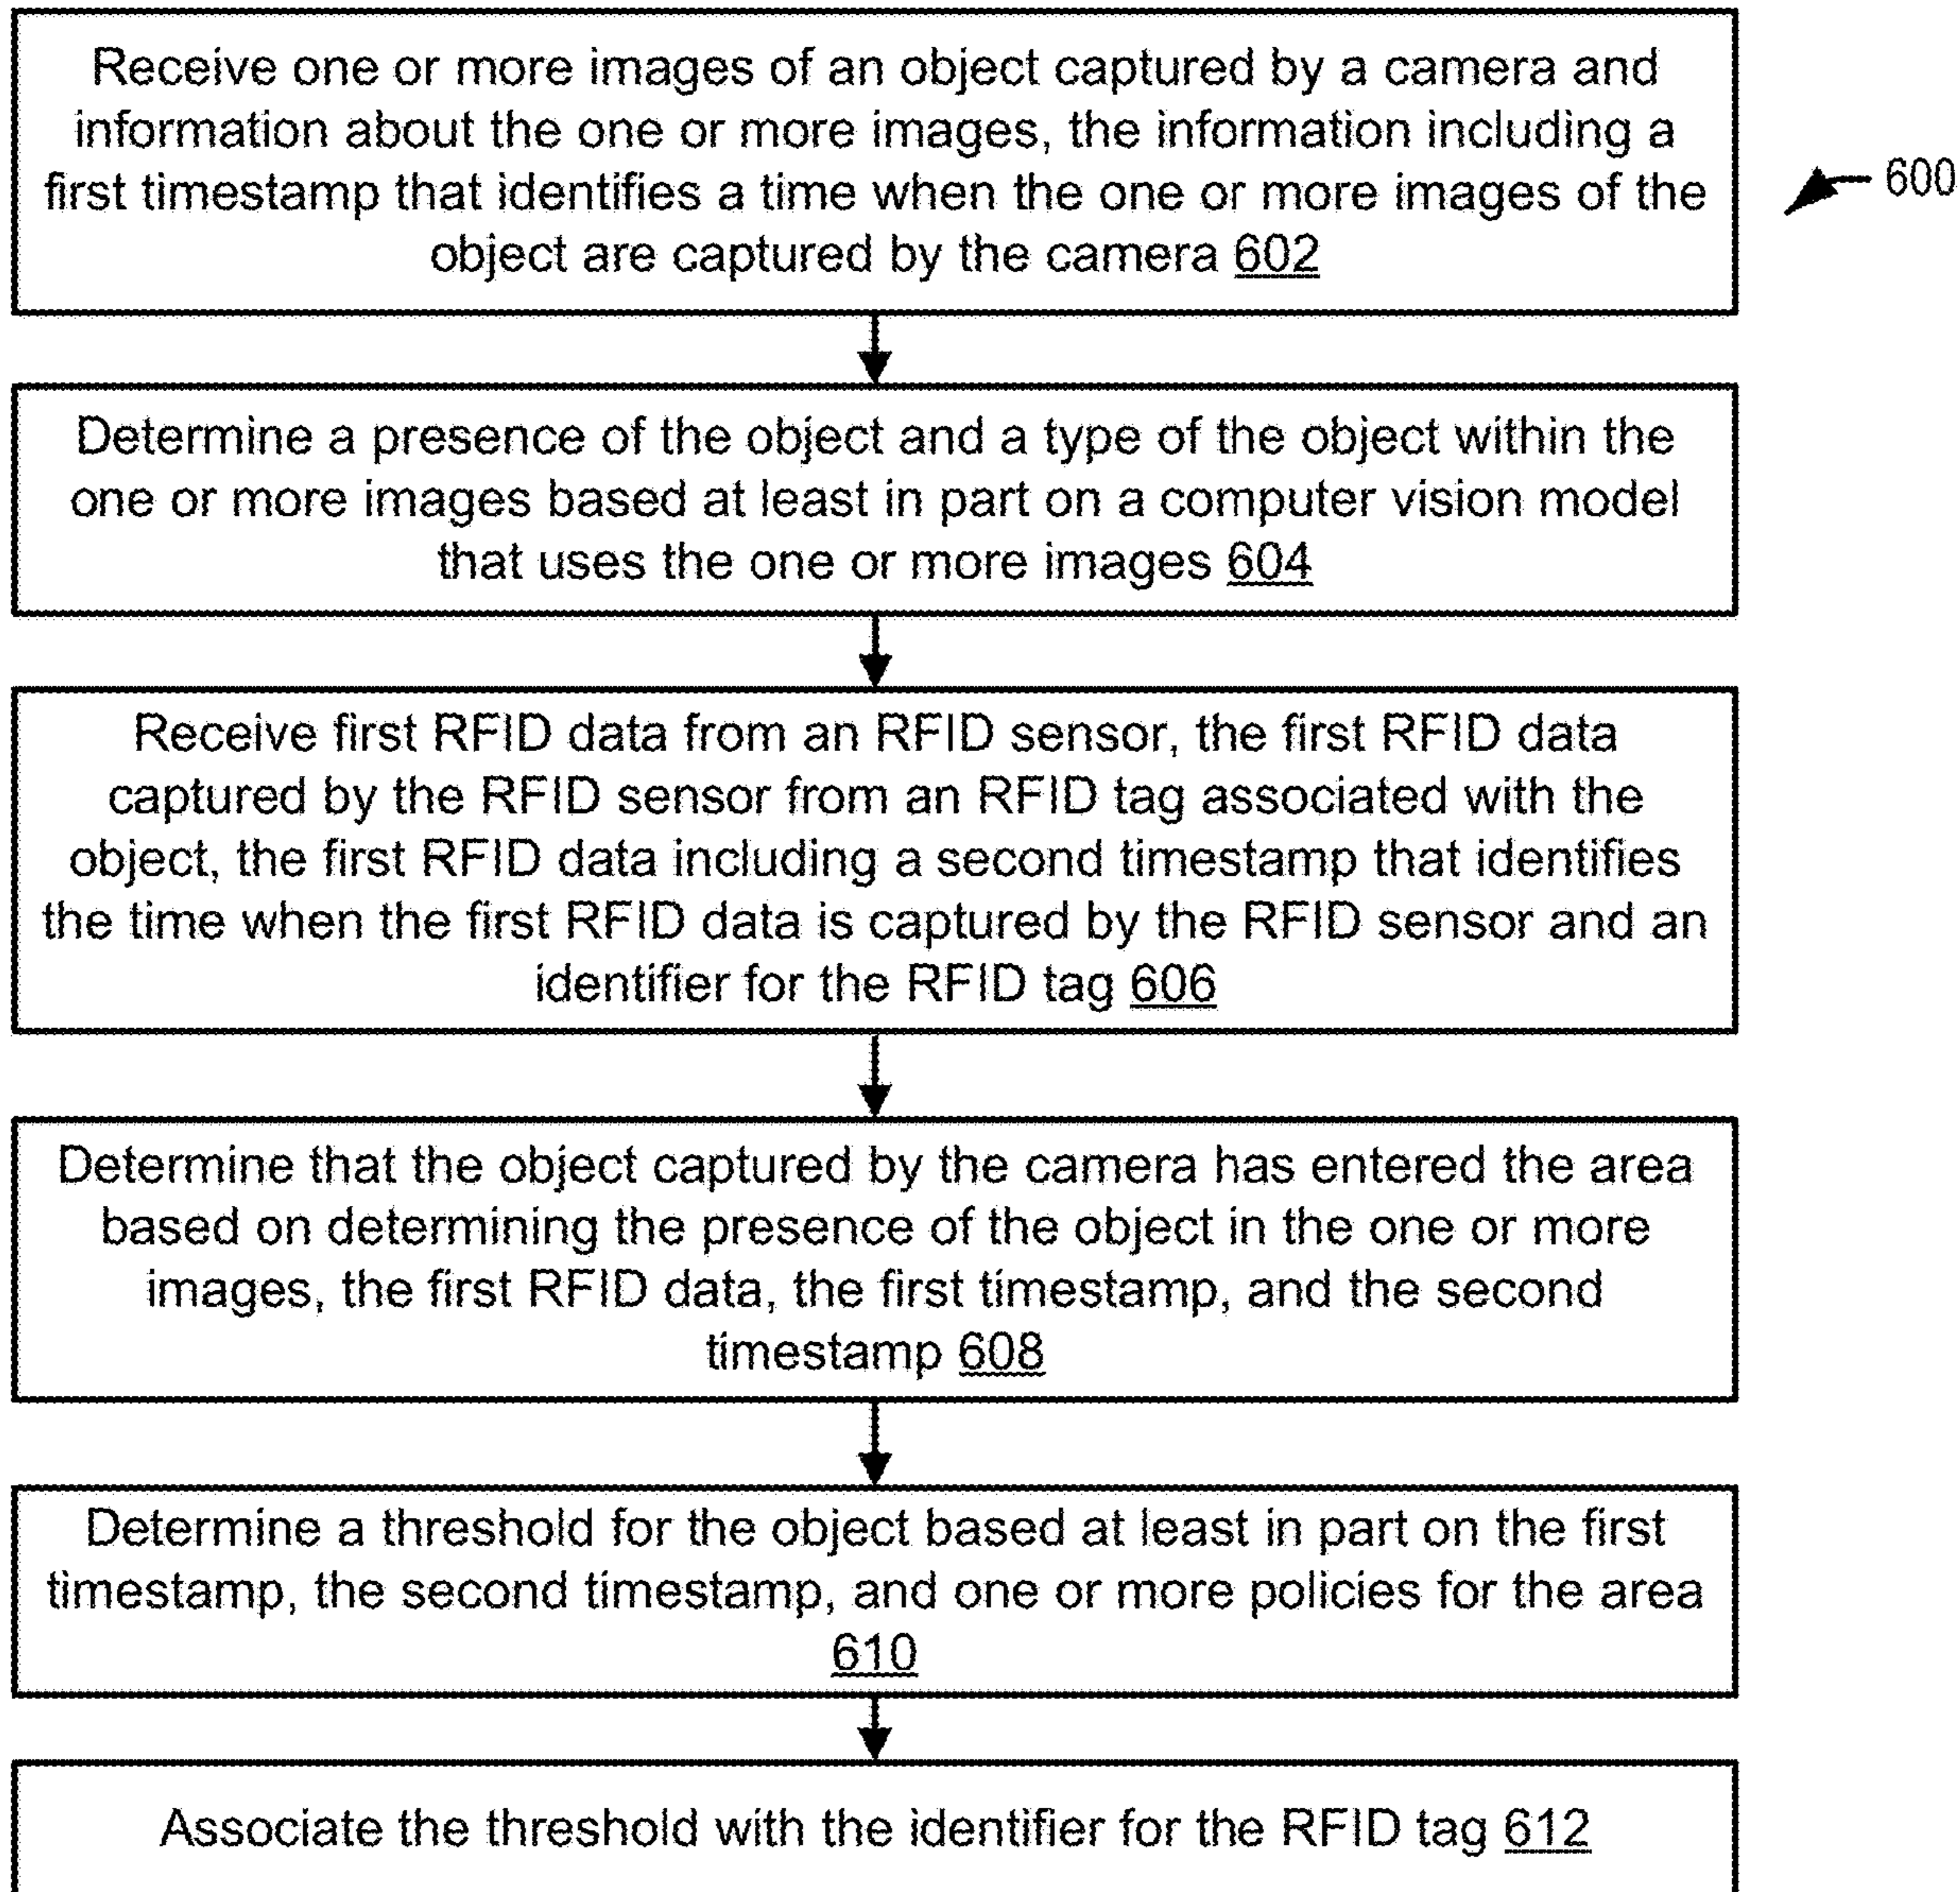 Receive one or more images of an object captured by a camera and
information about the one or more images, the information including a
first timestamp that identifies a time when the one or more images of the
object are captured by the camera 602
600
Determine a presence of the object and a type of the object within the
one or more images based at least in part on a computer vision model
that uses the one or more images 604
Receive first RFID data from an RFID sensor, the first RFID data
captured by the RFID sensor from an RFID tag associated with the
object, the first RFID data including a second timestamp that identifies
the time when the first RFID data is captured by the RFID sensor and an
identifier for the RFID tag 606
Determine that the object captured by the camera has entered the area
based on determining the presence of the object in the one or more
images, the first RFID data, the first timestamp, and the second
timestamp 608
Determine a threshold for the object based at least in part on the first
timestamp, the second timestamp, and one or more policies for the area
610
Associate the threshold with the identifier for the RFID tag 612